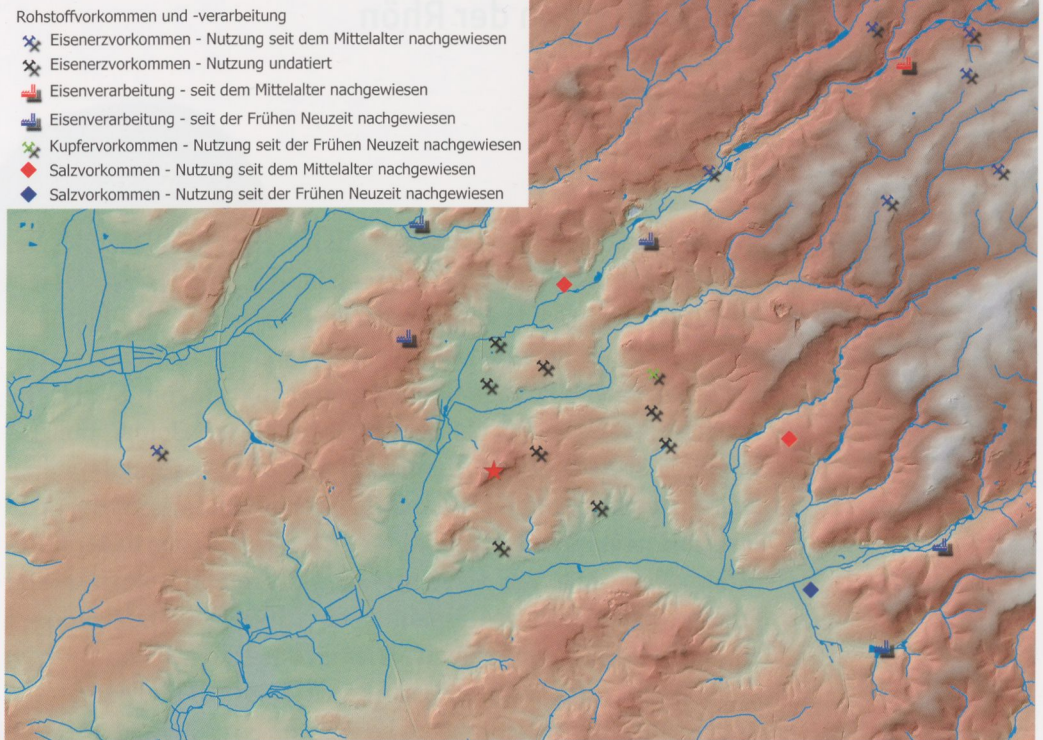 n der Rhön
Rohstoffvorkommen und -verarbeitung
Eisenerzvorkommen - Nutzung seit dem Mittelalter nachgewiesen
Eisenerzvorkommen - Nutzung undatiert
Eisenverarbeitung - seit dem Mittelalter nachgewiesen
Eisenverarbeitung - seit der Frühen Neuzeit nachgewiesen
Kupfervorkommen - Nutzung seit der Frühen Neuzeit nachgewiesen
Salzvorkommen - Nutzung seit dem Mittelalter nachgewiesen
Salzvorkommen - Nutzung seit der Frühen Neuzeit nachgewiesen